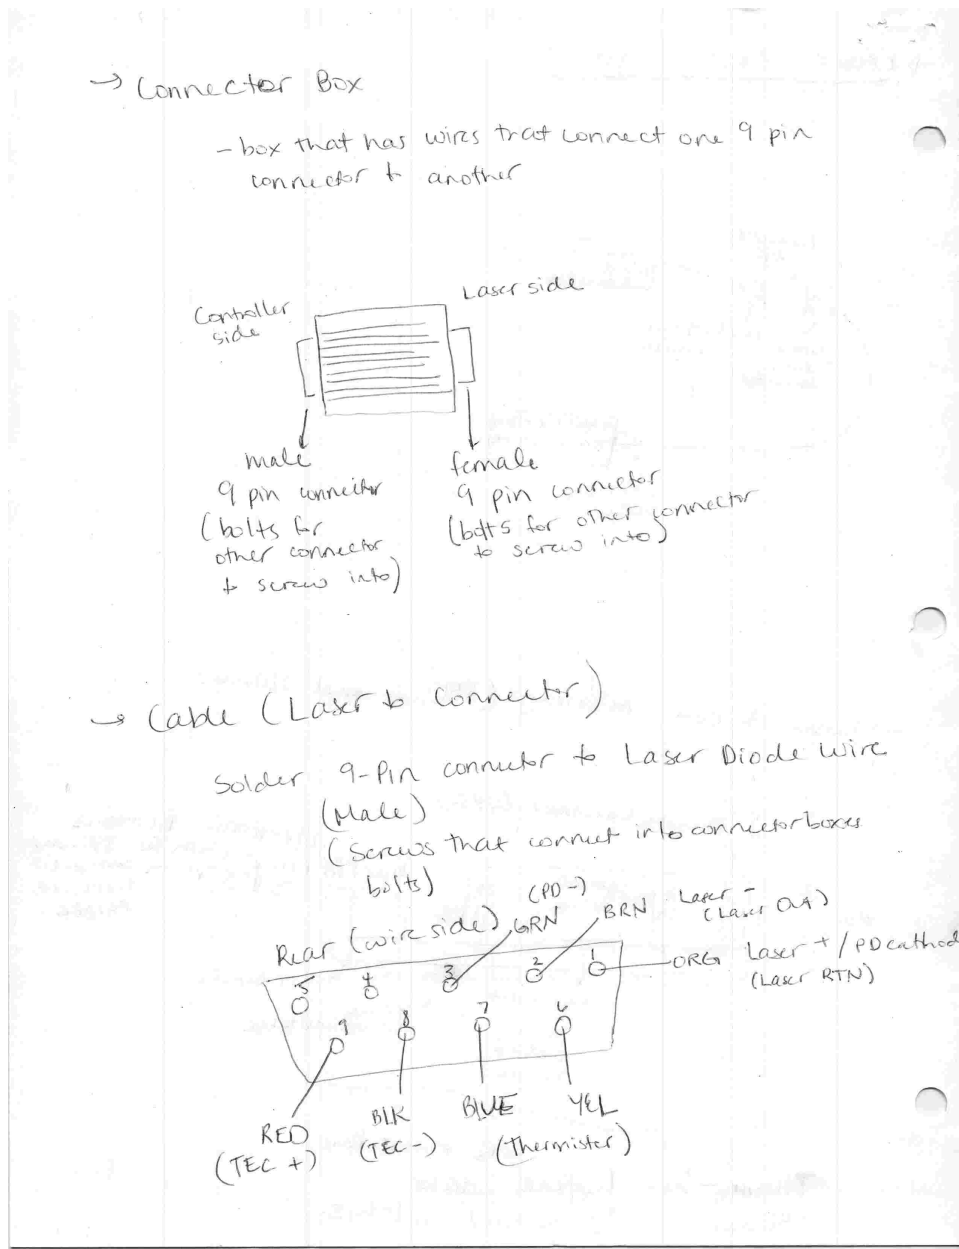 → Connector Box
- box that has wires that connect one 9 pin
connector to another
Controller
side
Laser side
male
9 pin connector
(bolts for
other connector
to screw into)
female
9 pin connector
(bolts for other connector
to screw into)
→ Cable (Laser to Connector)
Solder 9-Pin connector to Laser Diode Wire
(Male)
(Screws that connect into connector boxes
bolts)
Rear (wire side)
(PD-)
GRN
BRN
Laser -
(Laser Out)
ORG
Laser + / PD cathod
(Laser RTN)
5 4 3 2 1
9 8 7 6
RED
(TEC +)
BLK
(TEC -)
BLUE
YEL
(Thermister)